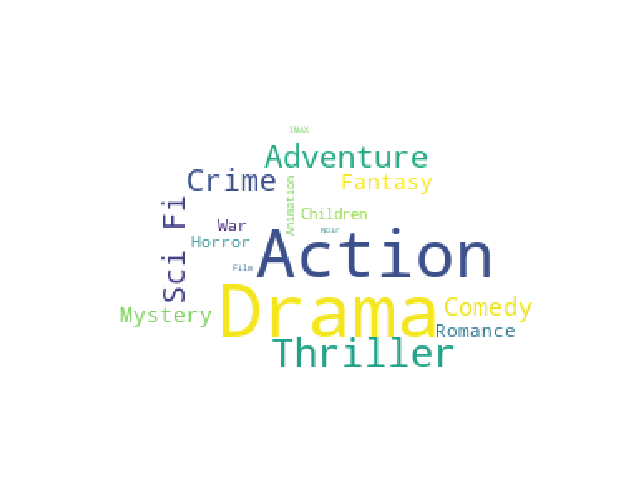 IMAX
Adventure
Crime
Fantasy
Animation
Sci Fi
Children
War
Noir
Horror
Action
Film
Drama
Mystery
Comedy
Romance
Thriller